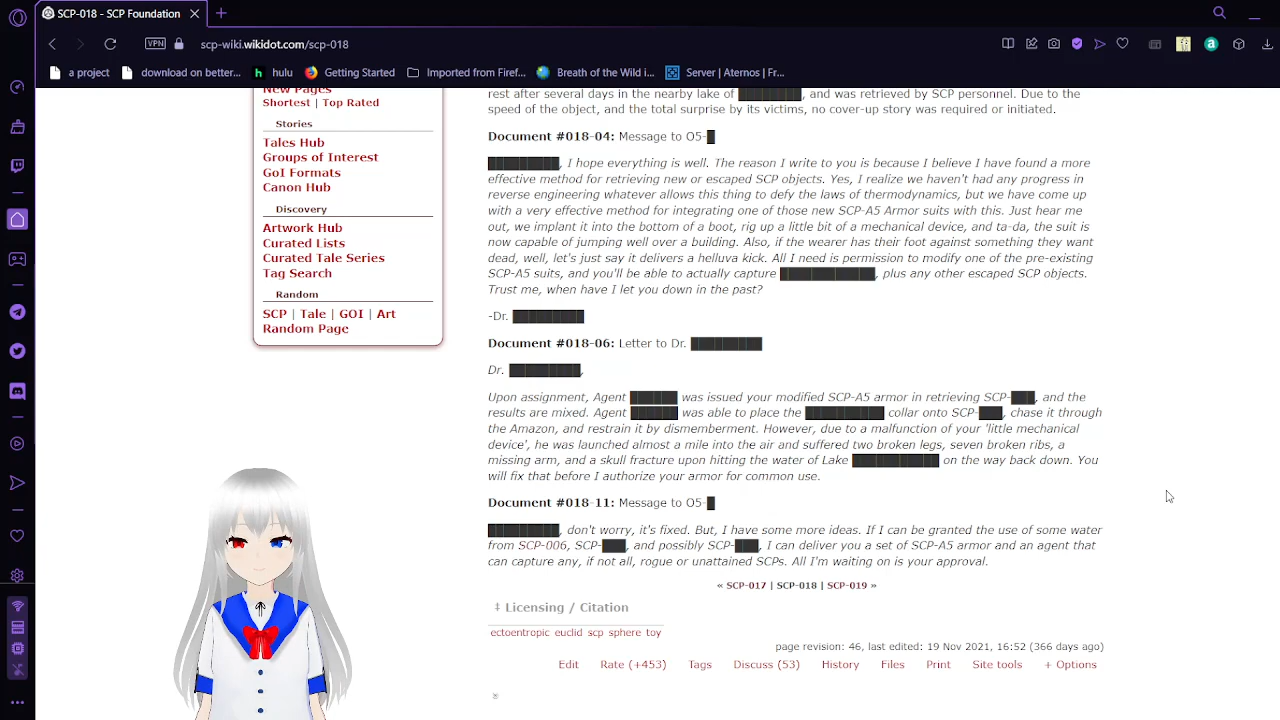 SCP-018 - SCP Foundation
VPN scp-wiki.wikidot.com/scp-018
a project download on better... hulu Getting Started Imported from Firef... Breath of the Wild i... Server | Aternos | Fr...
New Pages
Shortest | Top Rated
Stories
Tales Hub
Groups of Interest
GoI Formats
Canon Hub
Discovery
Artwork Hub
Curated Lists
Curated Tale Series
Tag Search
Random
SCP | Tale | GOI | Art
Random Page
rest after several days in the nearby lake of ████████, and was retrieved by SCP personnel. Due to the
speed of the object, and the total surprise by its victims, no cover-up story was required or initiated.
Document #018-04: Message to O5-█
█████████, I hope everything is well. The reason I write to you is because I believe I have found a more
effective method for retrieving new or escaped SCP objects. Yes, I realize we haven't had any progress in
reverse engineering whatever allows this thing to defy the laws of thermodynamics, but we have come up
with a very effective method for integrating one of those new SCP-A5 Armor suits with this. Just hear me
out, we implant it into the bottom of a boot, rig up a little bit of a mechanical device, and ta-da, the suit is
now capable of jumping well over a building. Also, if the wearer has their foot against something they want
dead, well, let's just say it delivers a helluva kick. All I need is permission to modify one of the pre-existing
SCP-A5 suits, and you'll be able to actually capture ████████████, plus any other escaped SCP objects.
Trust me, when have I let you down in the past?
-Dr. █████████
Document #018-06: Letter to Dr. █████████
Dr. █████████,
Upon assignment, Agent ██████ was issued your modified SCP-A5 armor in retrieving SCP-███, and the
results are mixed. Agent ██████ was able to place the ██████████ collar onto SCP-███, chase it through
the Amazon, and restrain it by dismemberment. However, due to a malfunction of your 'little mechanical
device', he was launched almost a mile into the air and suffered two broken legs, seven broken ribs, a
missing arm, and a skull fracture upon hitting the water of Lake ███████████ on the way back down. You
will fix that before I authorize your armor for common use.
Document #018-11: Message to O5-█
█████████, don't worry, it's fixed. But, I have some more ideas. If I can be granted the use of some water
from SCP-006, SCP-███, and possibly SCP-███, I can deliver you a set of SCP-A5 armor and an agent that
can capture any, if not all, rogue or unattained SCPs. All I'm waiting on is your approval.
« SCP-017 | SCP-018 | SCP-019 »
‡ Licensing / Citation
ectoentropic euclid scp sphere toy
page revision: 46, last edited: 19 Nov 2021, 16:52 (366 days ago)
Edit Rate (+453) Tags Discuss (53) History Files Print Site tools + Options